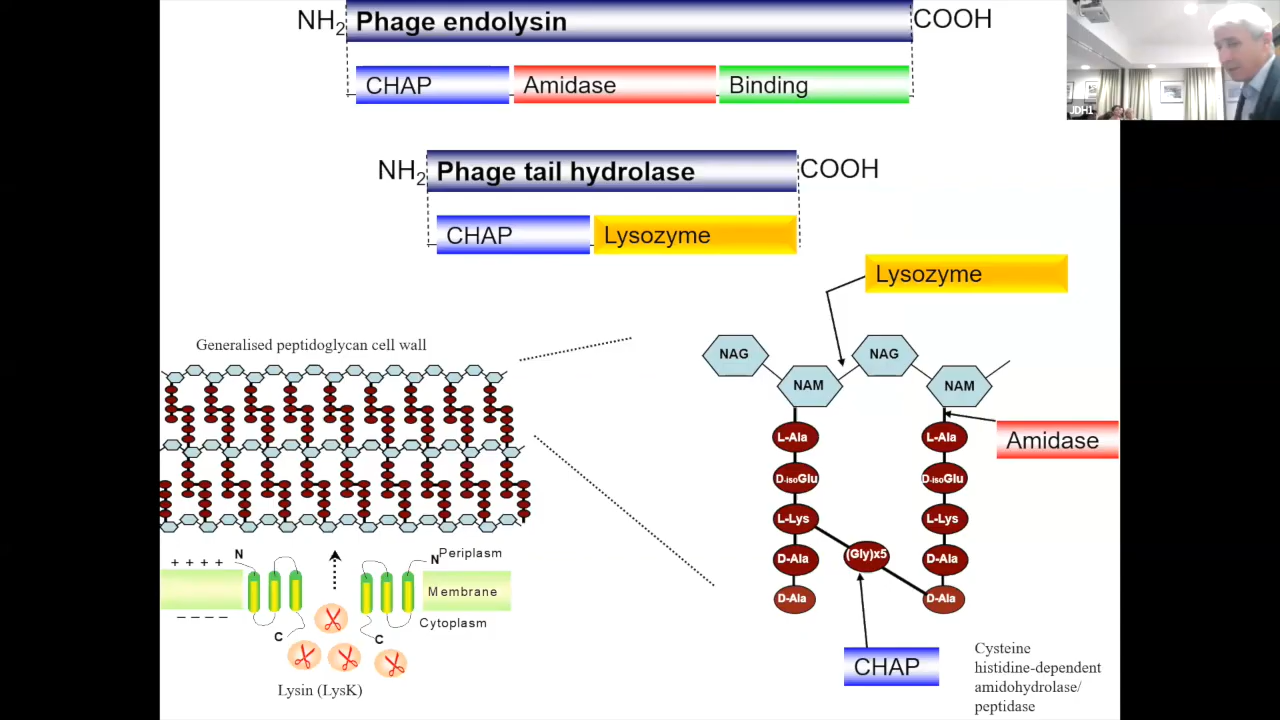 NH2 Phage endolysin COOH
CHAP Amidase Binding
JDH1
NH2 Phage tail hydrolase COOH
CHAP Lysozyme
Lysozyme
Generalised peptidoglycan cell wall
NAG NAG
NAM NAM
Amidase
L-Ala L-Ala
D-isoGlu D-isoGlu
L-Lys L-Lys
(Gly)x5
D-Ala D-Ala
D-Ala D-Ala
CHAP
Cysteine
histidine-dependent
amidohydrolase/
peptidase
+ + + + N N Periplasm
Membrane
– – – – C C Cytoplasm
Lysin (LysK)